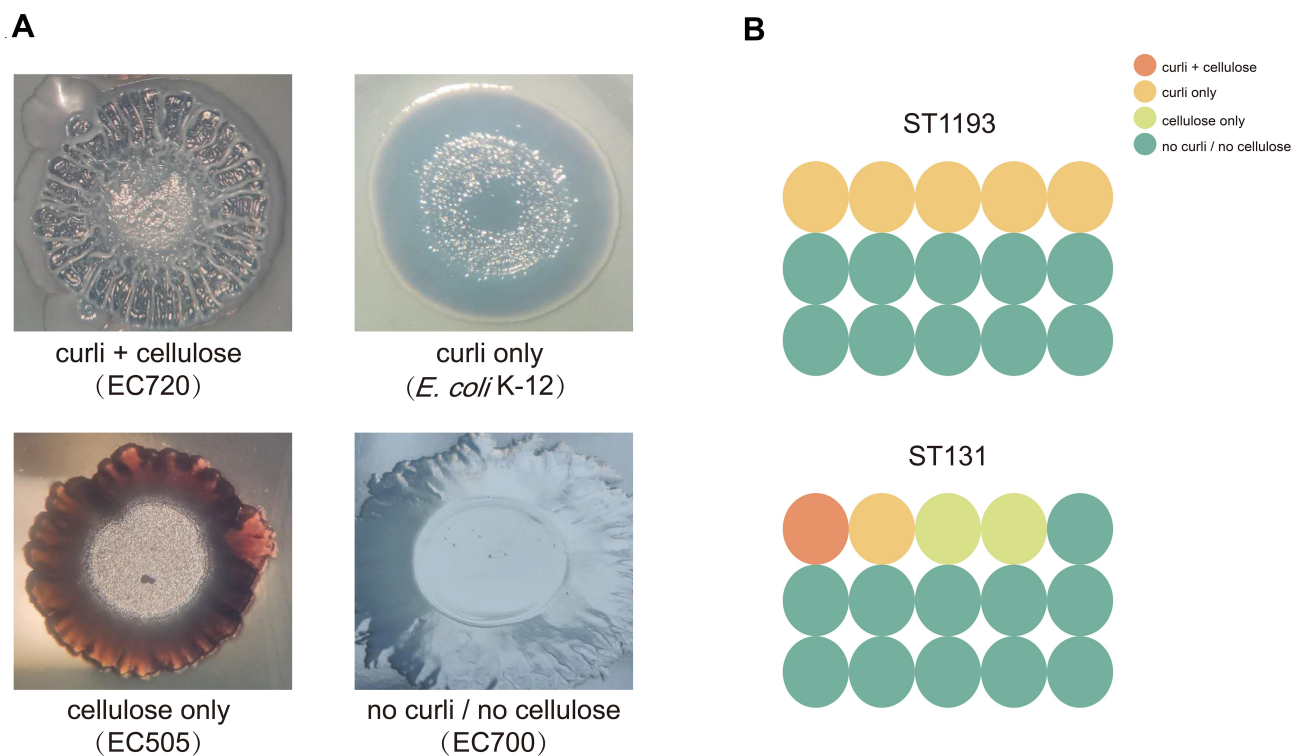 A
B
curli + cellulose
(EC720)
curli only
(E. coli K-12)
cellulose only
(EC505)
no curli / no cellulose
(EC700)
curli + cellulose
curli only
cellulose only
no curli / no cellulose
ST1193
ST131